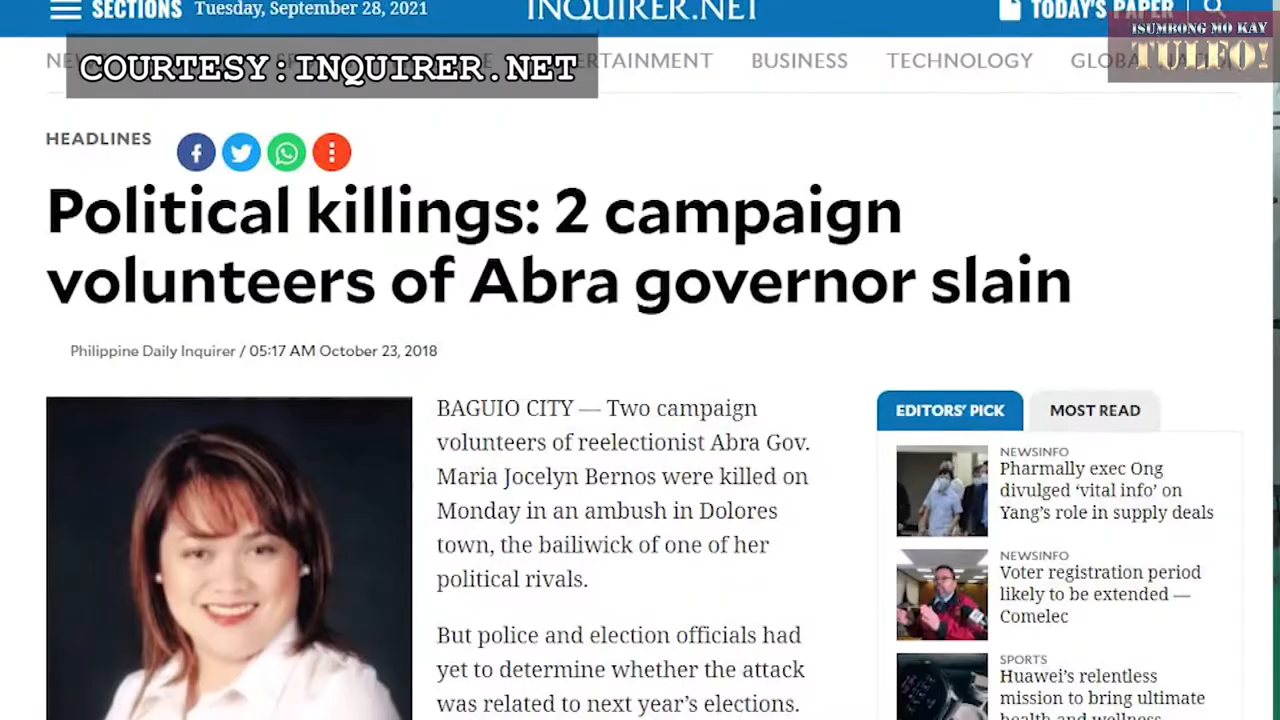 SECTIONS
Tuesday, September 28, 2021
INQUIRER.NET
TODAY'S PAPER
ISUMBONG MO KAY
TULFO!
COURTESY:INQUIRER.NET
BUSINESS
TECHNOLOGY
HEADLINES
Political killings: 2 campaign
volunteers of Abra governor slain
Philippine Daily Inquirer / 05:17 AM October 23, 2018
BAGUIO CITY — Two campaign
volunteers of reelectionist Abra Gov.
Maria Jocelyn Bernos were killed on
Monday in an ambush in Dolores
town, the bailiwick of one of her
political rivals.
But police and election officials had
yet to determine whether the attack
was related to next year's elections.
EDITORS' PICK
MOST READ
NEWSINFO
Pharmally exec Ong
divulged ‘vital info’ on
Yang's role in supply deals
NEWSINFO
Voter registration period
likely to be extended —
Comelec
SPORTS
Huawei's relentless
mission to bring ultimate
health and wellness